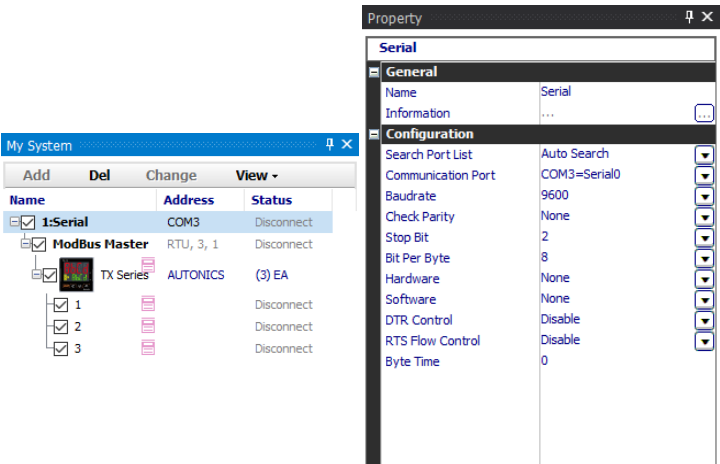 My System
Add Del Change View
Name Address Status
1:Serial COM3 Disconnect
ModBus Master RTU, 3, 1 Disconnect
TX Series AUTONICS (3) EA
1 Disconnect
2 Disconnect
3 Disconnect
Property
Serial
General
Name Serial
Information ...
Configuration
Search Port List Auto Search
Communication Port COM3=Serial0
Baudrate 9600
Check Parity None
Stop Bit 2
Bit Per Byte 8
Hardware None
Software None
DTR Control Disable
RTS Flow Control Disable
Byte Time 0